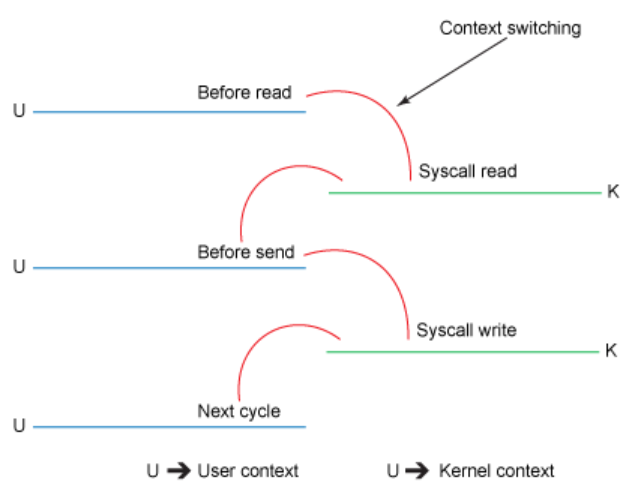 Context switching
Before read
U
Syscall read
K
Before send
U
Syscall write
K
Next cycle
U
U ➔ User context
U ➔ Kernel context